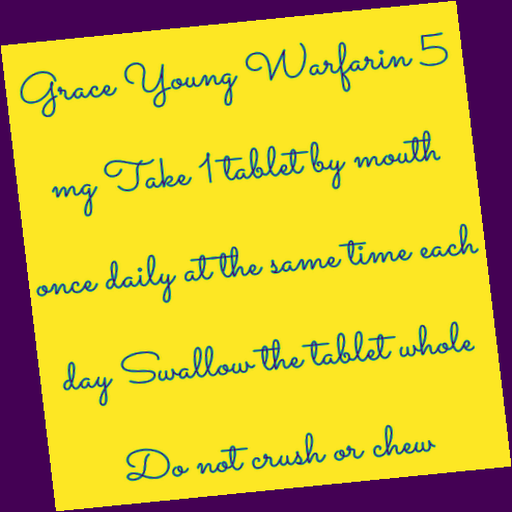 Grace Young Warfarin 5
mg Take 1 tablet by mouth
once daily at the same time each
day Swallow the tablet whole
Do not crush or chew